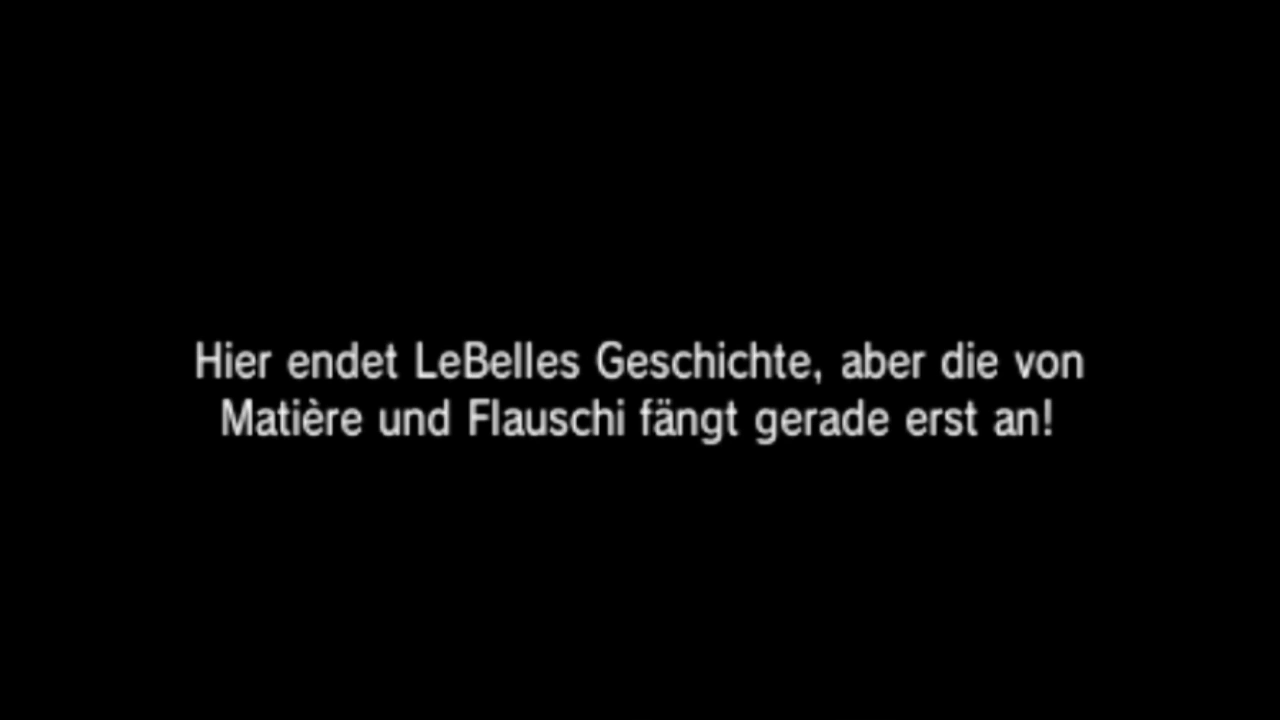 Hier endet LeBelles Geschichte, aber die von
Matière und Flauschi fängt gerade erst an!